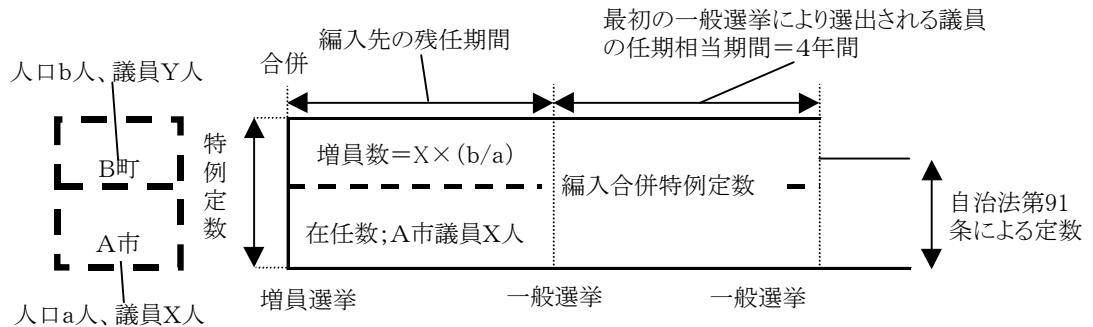 最初の一般選挙により選出される議員
の任期相当期間=4年間
編入先の残任期間
合併
人口b人、議員Y人
B町
A市
人口a人、議員X人
特例定数
増員数=X×(b/a)
編入合併特例定数
在任数;A市議員X人
自治法第91
条による定数
増員選挙
一般選挙
一般選挙